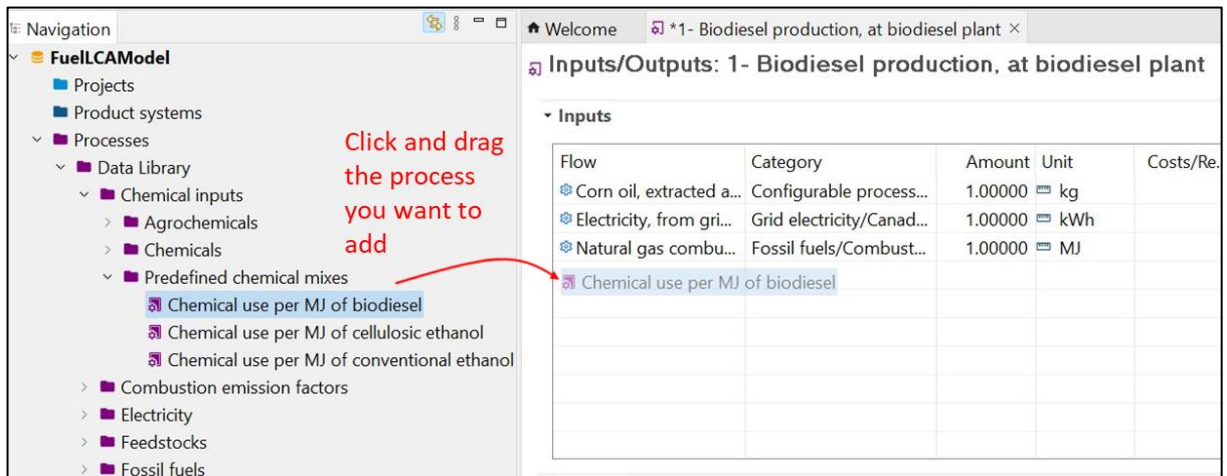 Navigation
FuelLCAModel
Projects
Product systems
Processes
Data Library
Chemical inputs
Agrochemicals
Chemicals
Predefined chemical mixes
Chemical use per MJ of biodiesel
Chemical use per MJ of cellulosic ethanol
Chemical use per MJ of conventional ethanol
Combustion emission factors
Electricity
Feedstocks
Fossil fuels
Click and drag
the process
you want to
add
Welcome *1- Biodiesel production, at biodiesel plant
Inputs/Outputs: 1- Biodiesel production, at biodiesel plant
Inputs
Flow Category Amount Unit Costs/Re.
Corn oil, extracted a... Configurable process... 1.00000 kg
Electricity, from gri... Grid electricity/Canad... 1.00000 kWh
Natural gas combu... Fossil fuels/Combust... 1.00000 MJ
Chemical use per MJ of biodiesel